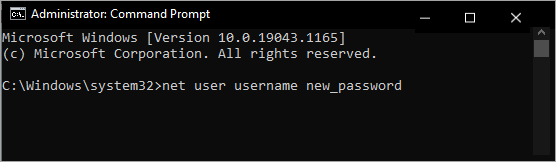 Administrator: Command Prompt
Microsoft Windows [Version 10.0.19043.1165]
(c) Microsoft Corporation. All rights reserved.
C:\Windows\system32>net user username new_password